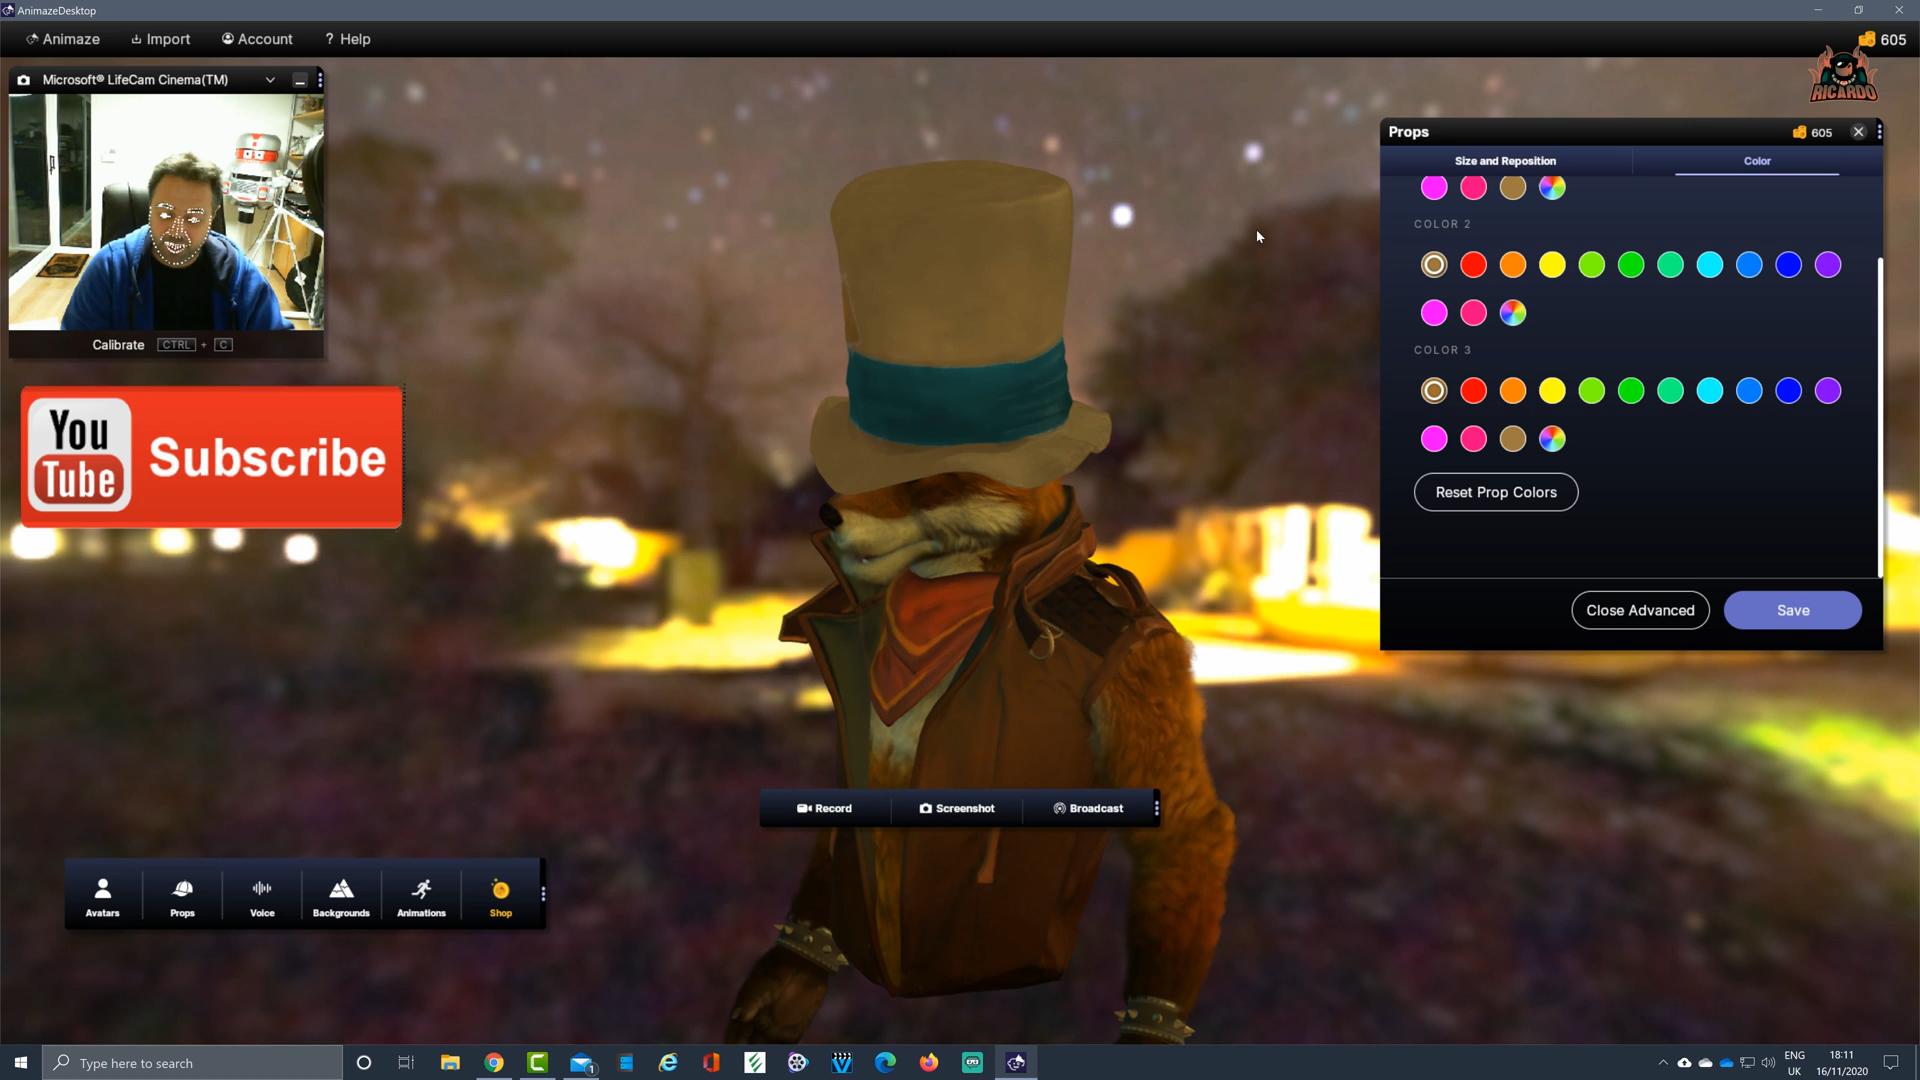 AnimazeDesktop
Animaze Import Account ? Help
605
RICARDO
Microsoft® LifeCam Cinema(TM)
Calibrate CTRL + C
You Tube Subscribe
Props 605
Size and Reposition Color
COLOR 2
COLOR 3
Reset Prop Colors
Close Advanced Save
Record Screenshot Broadcast
Avatars Props Voice Backgrounds Animations Shop
Type here to search
1
ENG
UK
18:11
16/11/2020